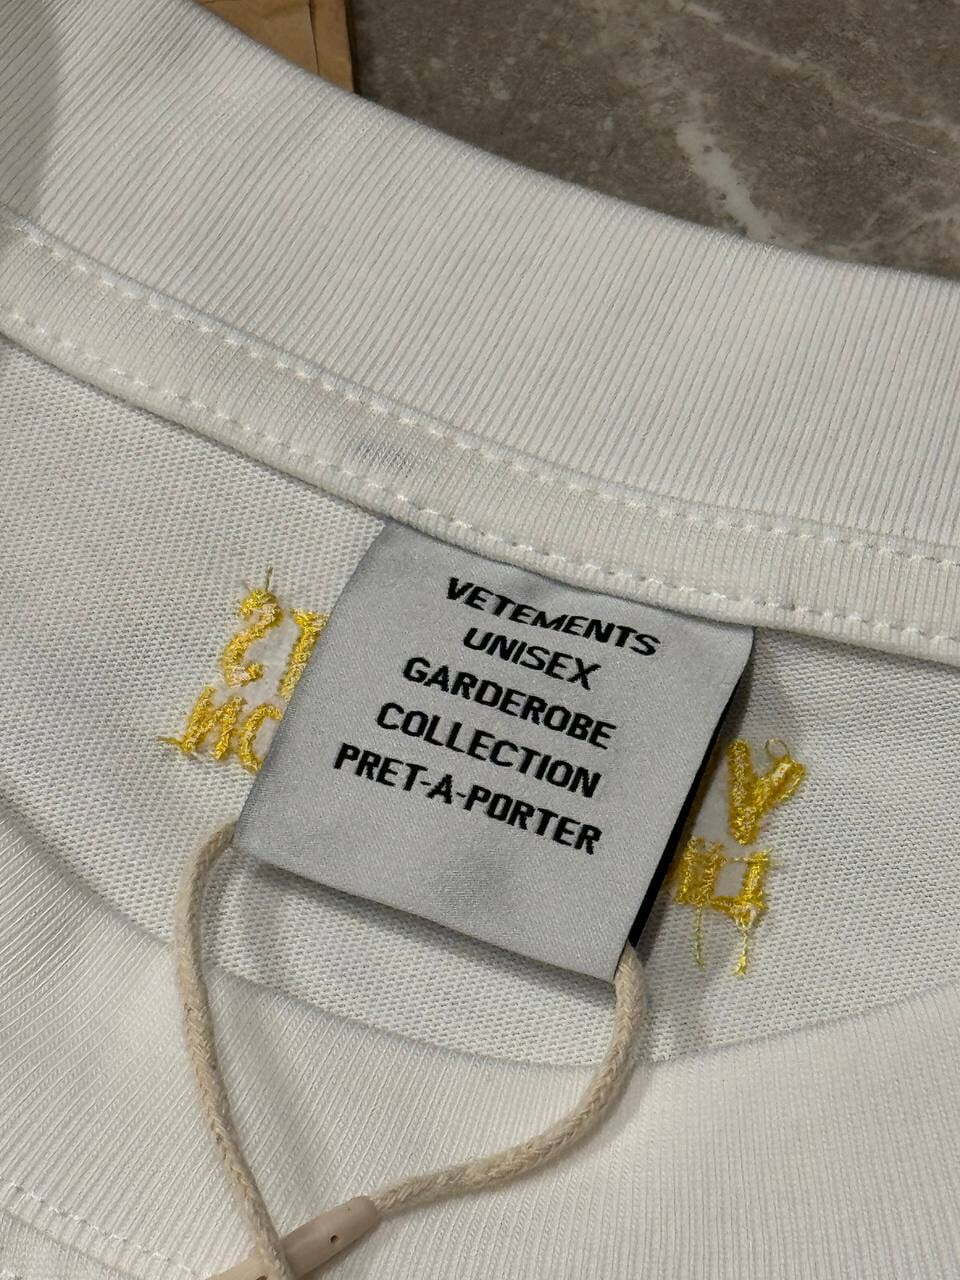 VETEMENTS
UNISEX
GARDEROBE
COLLECTION
PRET-A-PORTER